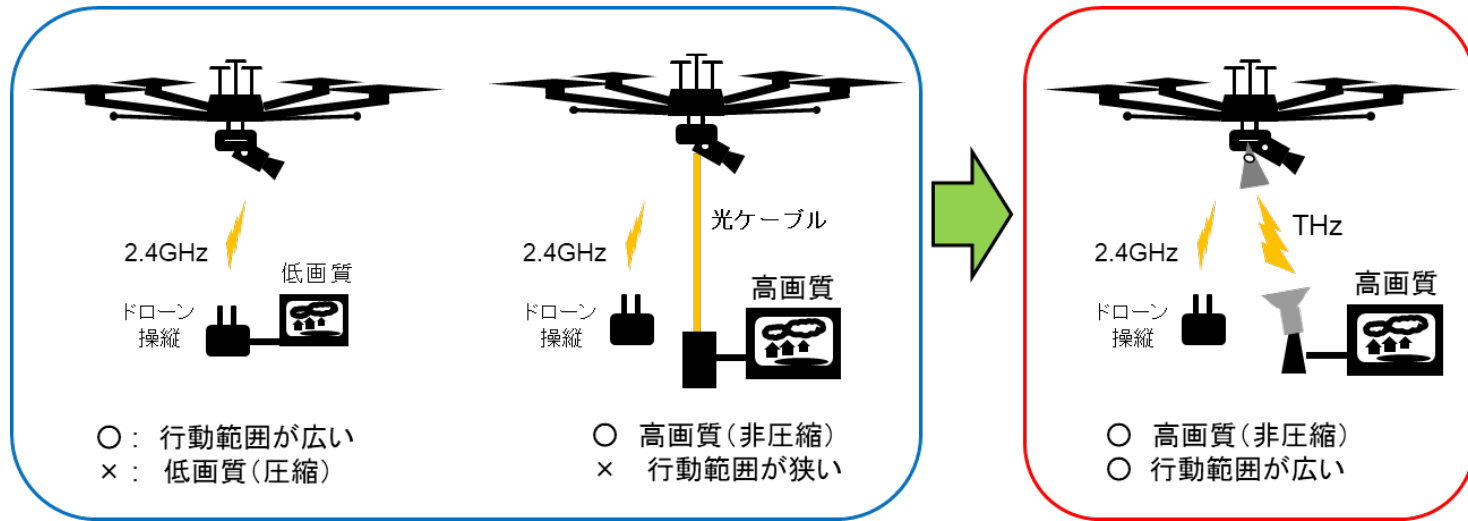 2.4GHz
低画質
ドローン
操縦
○： 行動範囲が広い
×： 低画質（圧縮）
光ケーブル
2.4GHz
高画質
ドローン
操縦
○ 高画質（非圧縮）
× 行動範囲が狭い
THz
2.4GHz
高画質
ドローン
操縦
○ 高画質（非圧縮）
○ 行動範囲が広い